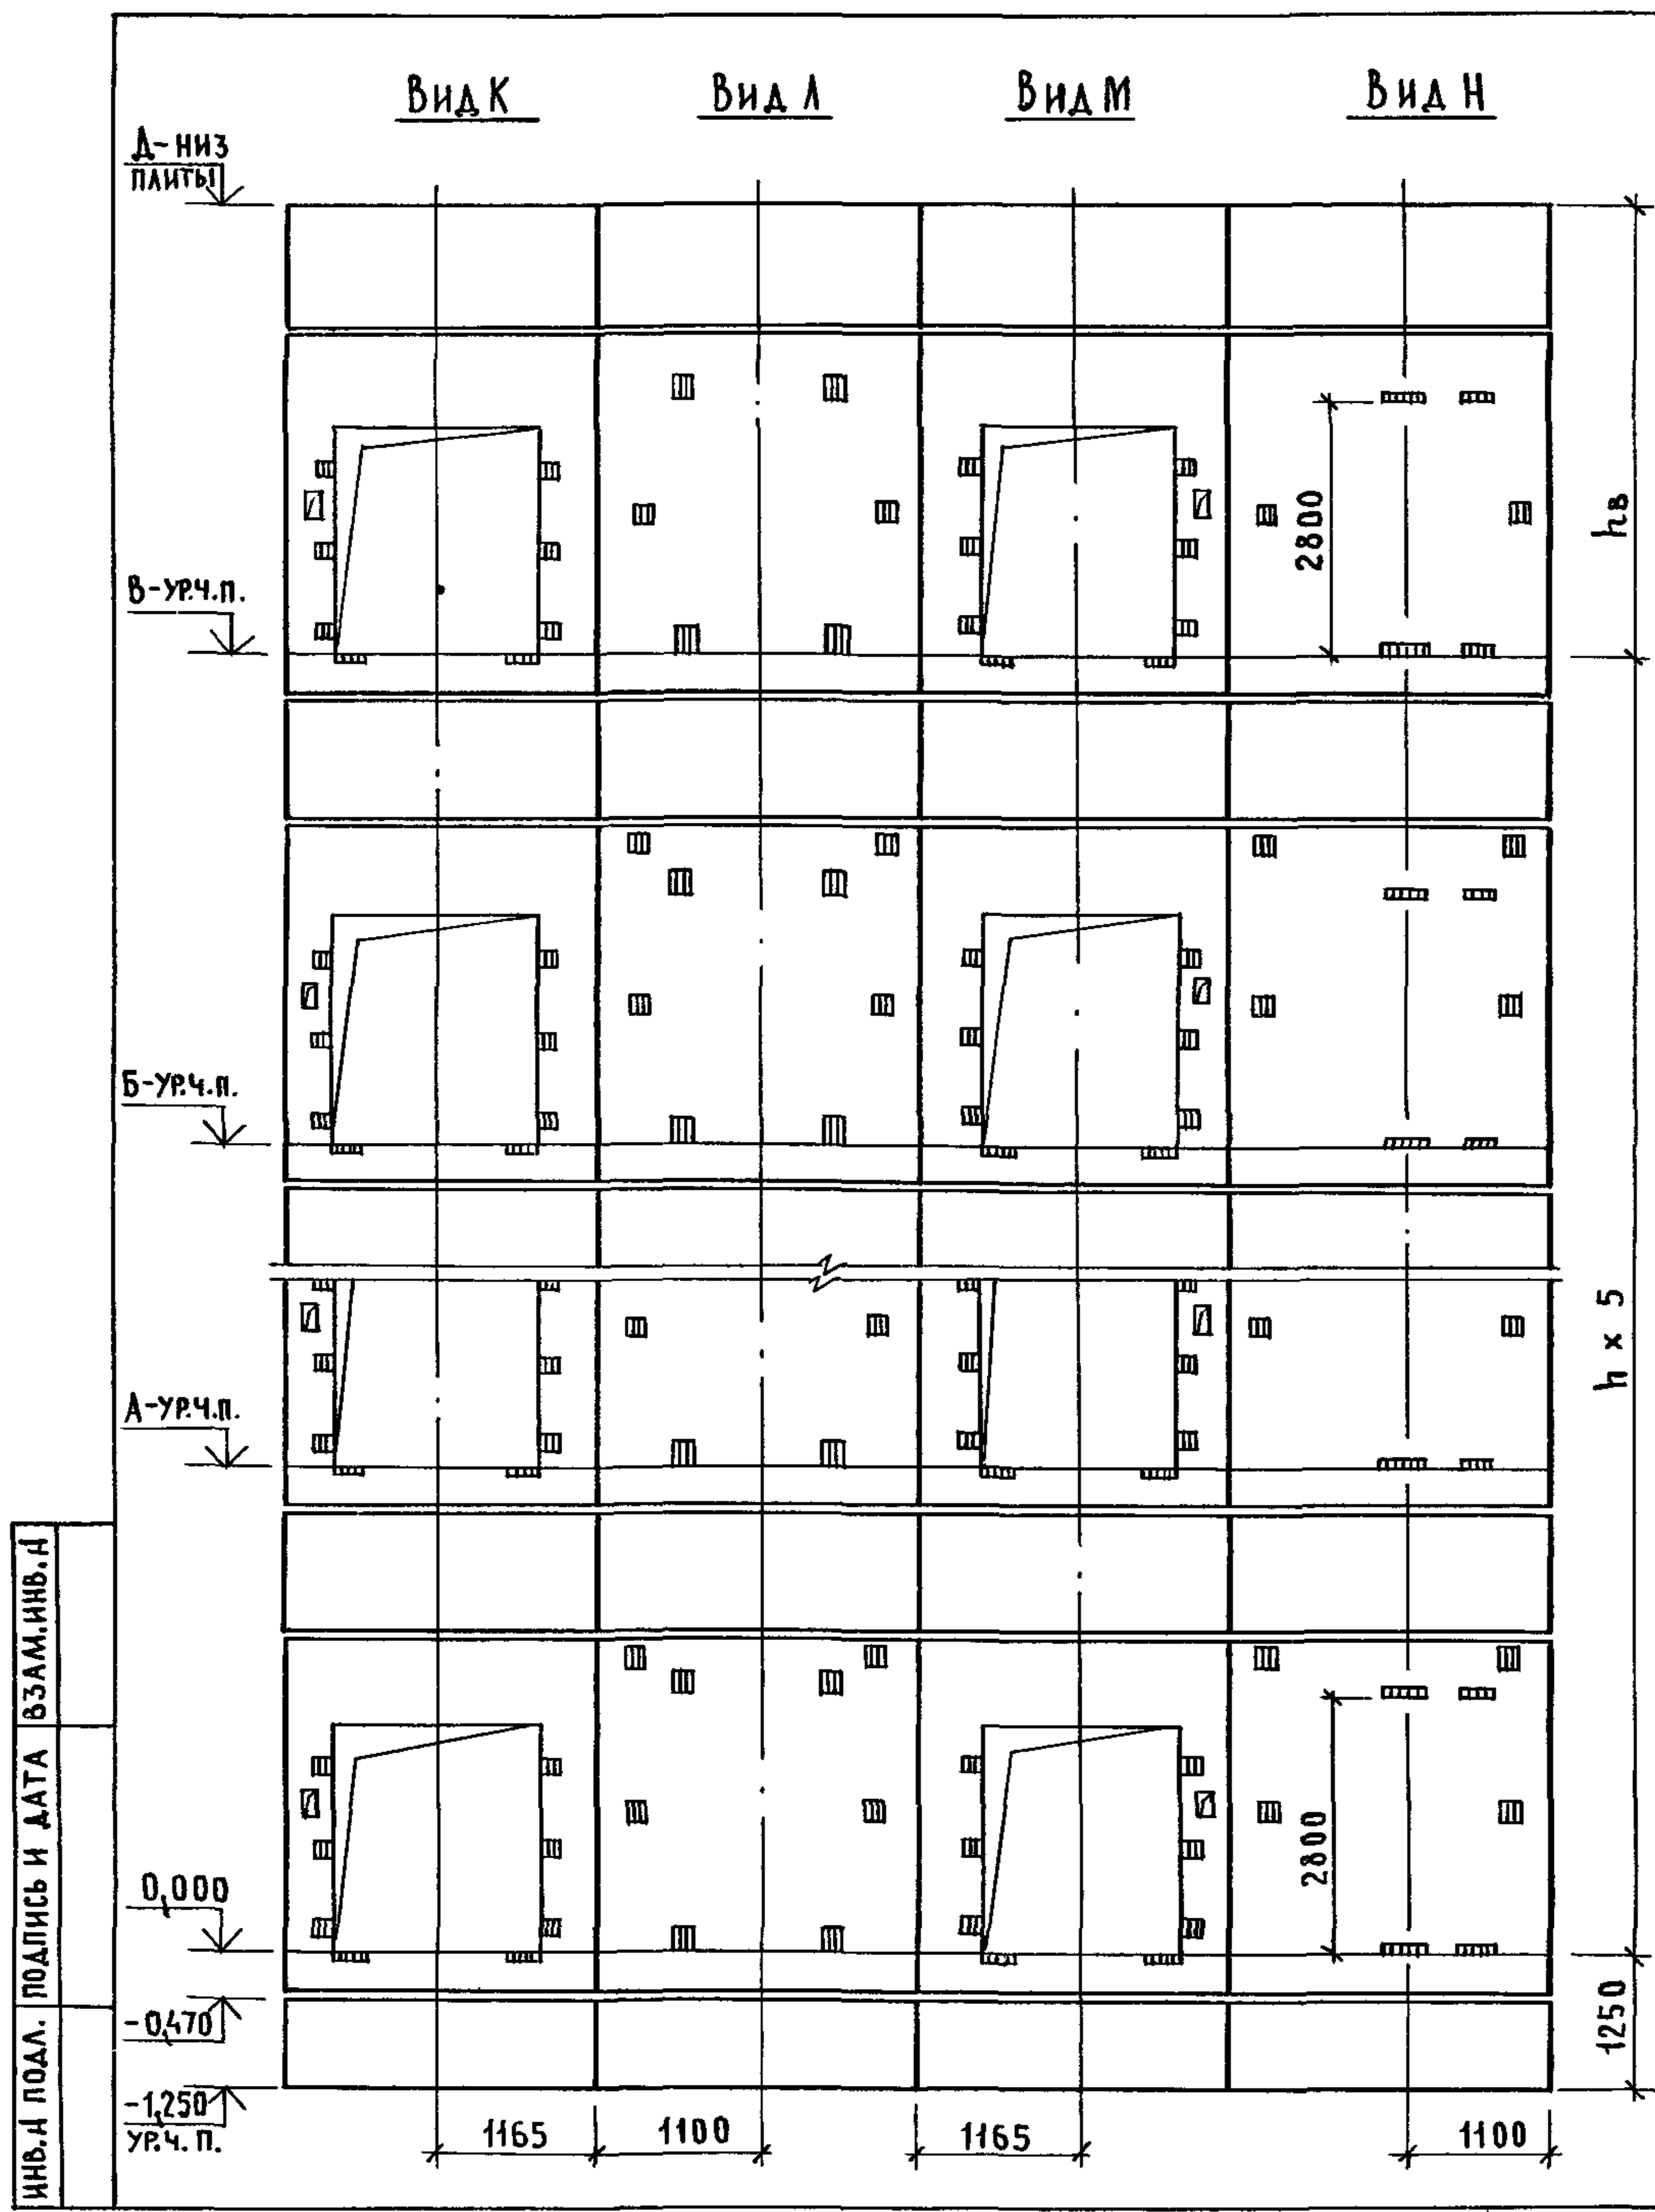 Вид К
Вид Л
Вид М
Вид Н
Д-низ
плиты
2800
hв
В-ур.ч.п.
Б-ур.ч.п.
h х 5
А-ур.ч.п.
2800
0,000
-0,470
-1,250
ур.ч.п.
1250
1165
1100
1165
1100
Взам.инв.№
Подпись и дата
Инв.№ подл.